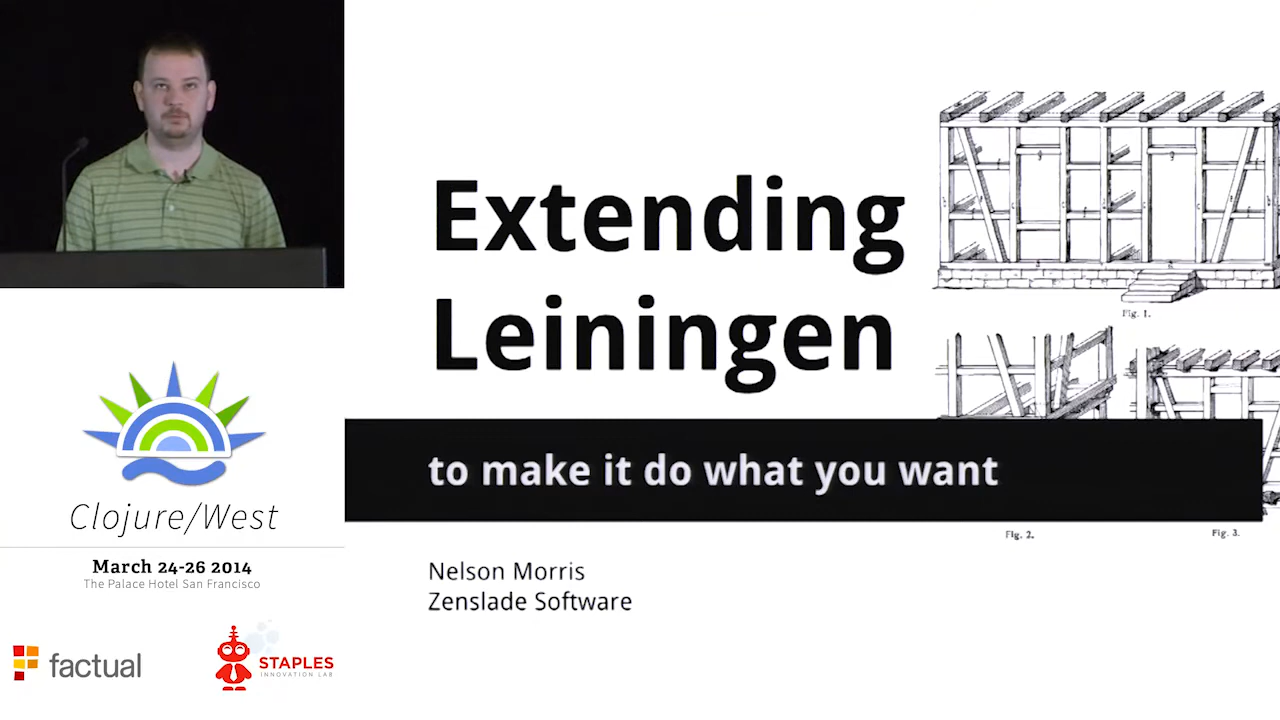 Extending
Leiningen
Fig. 1.
to make it do what you want
Fig. 2.
Fig. 3.
Nelson Morris
Zenslade Software
Clojure/West
March 24-26 2014
The Palace Hotel San Francisco
factual
STAPLES
INNOVATION LAB